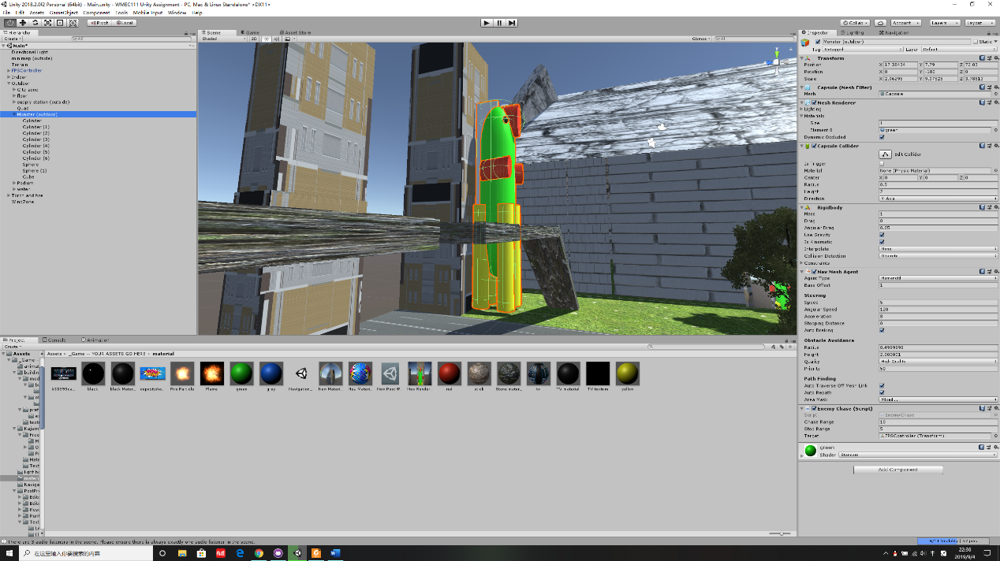 Unity 2018.2.0f2 Personal (64bit) - Main.unity - WMEC111 Unity Assignment - PC, Mac & Linux Standalone* <DX11>
File Edit Assets GameObject Component Tools Mobile Input Window Help
Pivot Local Collab Account Layers Layout
Hierarchy
Create All
Main*
Directional Light
minimap (outside)
Terrain
FPSController
Indoor
Outdoor
City zone
floor
supply station (outside)
Quad
Monster (outdoor)
Cylinder
Cylinder (1)
Cylinder (2)
Cylinder (3)
Cylinder (4)
Cylinder (5)
Cylinder (6)
Sphere
Sphere (1)
Cube
Podium
water
Torch and fire
WindZone
Scene Game Asset Store
Shaded 2D Gizmos All
Inspector Lighting Navigation
Monster (outdoor) Static
Tag Untagged Layer Default
Transform
Position X 17.38434 Y 7.79 Z 72.03
Rotation X 0 Y -180 Z 0
Scale X 2.96295 Y 9.07525 Z 3.78513
Capsule (Mesh Filter)
Mesh Capsule
Mesh Renderer
Lighting
Materials
Size 1
Element 0 green
Dynamic Occluded
Capsule Collider
Edit Collider
Is Trigger
Material None (Physic Material)
Center X 0 Y 0 Z 0
Radius 0.5
Height 2
Direction Y-Axis
Rigidbody
Mass 1
Drag 0
Angular Drag 0.05
Use Gravity
Is Kinematic
Interpolate None
Collision Detection Discrete
Constraints
Nav Mesh Agent
Agent Type Humanoid
Base Offset 1
Steering
Speed 5
Angular Speed 120
Acceleration 8
Stopping Distance 0
Auto Braking
Obstacle Avoidance
Radius 0.4999999
Height 2.000001
Quality High Quality
Priority 50
Path Finding
Auto Traverse Off Mesh Link
Auto Repath
Area Mask Mixed...
Enemy Chase (Script)
Script EnemyChase
Chase Range 10
Stop Range 5
Target FPSController (Transform)
green
Shader Standard
Add Component
Project Console Animation
Create
Assets
_Game
Assets _Game -- YOUR ASSETS GO HERE material
black black Mater... Fire Particle Flame green grey Navigation... New Materi... New Materi... New PostrP... New Render... red stick Stone mater... tv TV material TV texture yellow
There are 3 audio listeners in the scene. Please ensure there is always exactly one audio listener in the scene.
在这里输入你要搜索的内容
22:36
2019/9/4